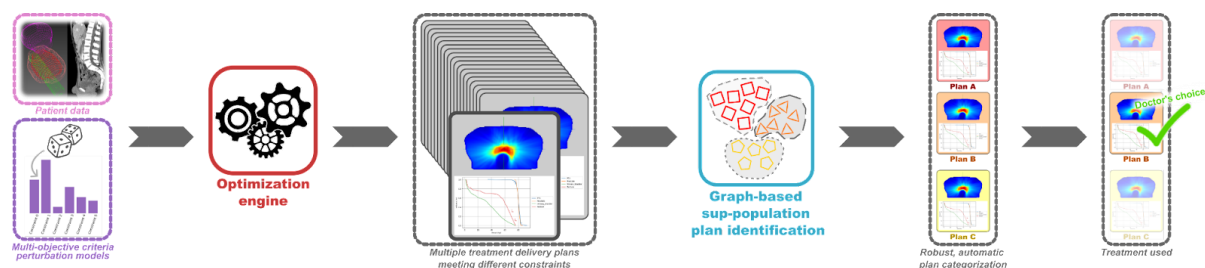 Patient data
Multi-objective criteria
perturbation models
Optimization
engine
Multiple treatment delivery plans
meeting different constraints
Graph-based
sup-population
plan identification
Plan A
Plan B
Plan C
Robust, automatic
plan categorization
Plan A
Doctor's choice
Plan B
Plan C
Treatment used